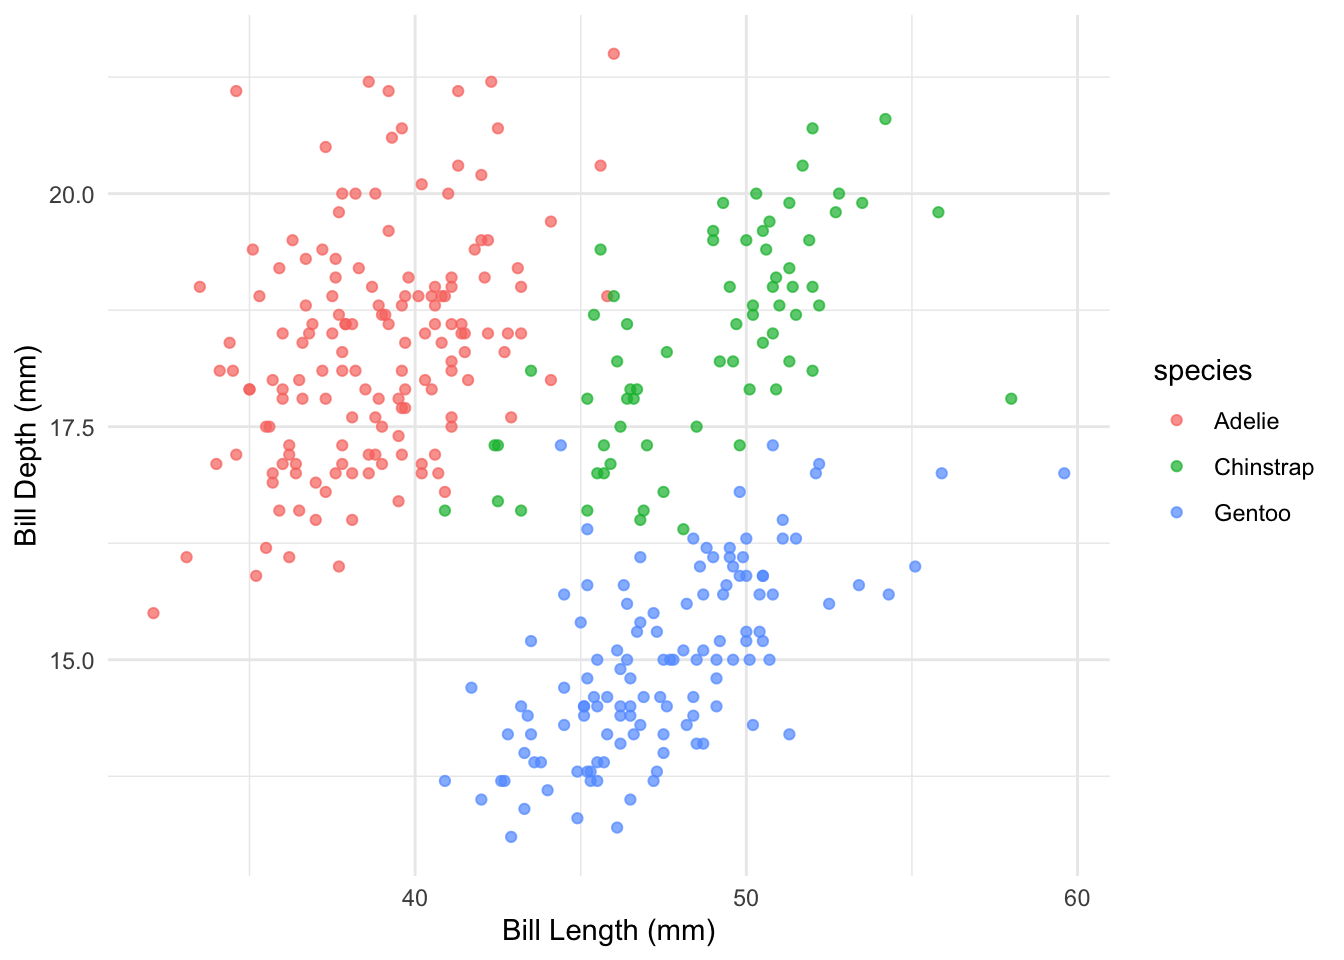 20.0
17.5
15.0
Bill Depth (mm)
40
50
60
Bill Length (mm)
species
Adelie
Chinstrap
Gentoo